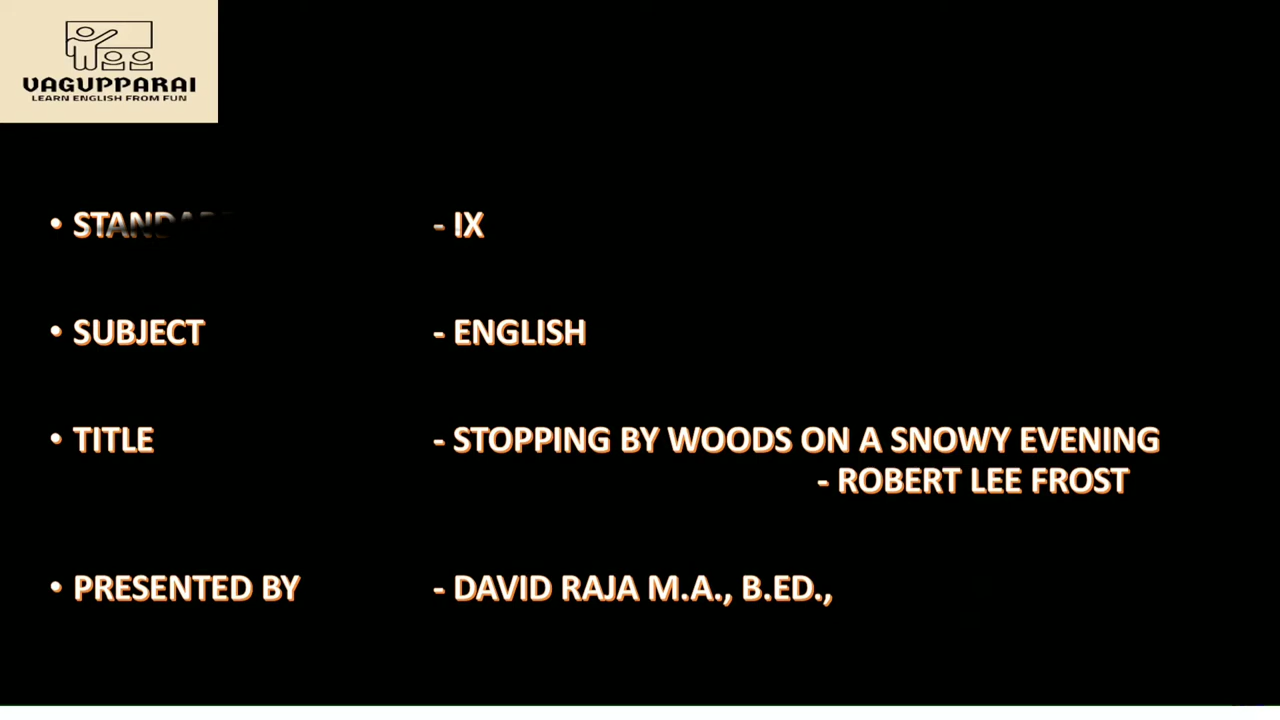 VAGUPPARAI
LEARN ENGLISH FROM FUN
• STANDARD - IX
• SUBJECT - ENGLISH
• TITLE - STOPPING BY WOODS ON A SNOWY EVENING
- ROBERT LEE FROST
• PRESENTED BY - DAVID RAJA M.A., B.ED.,